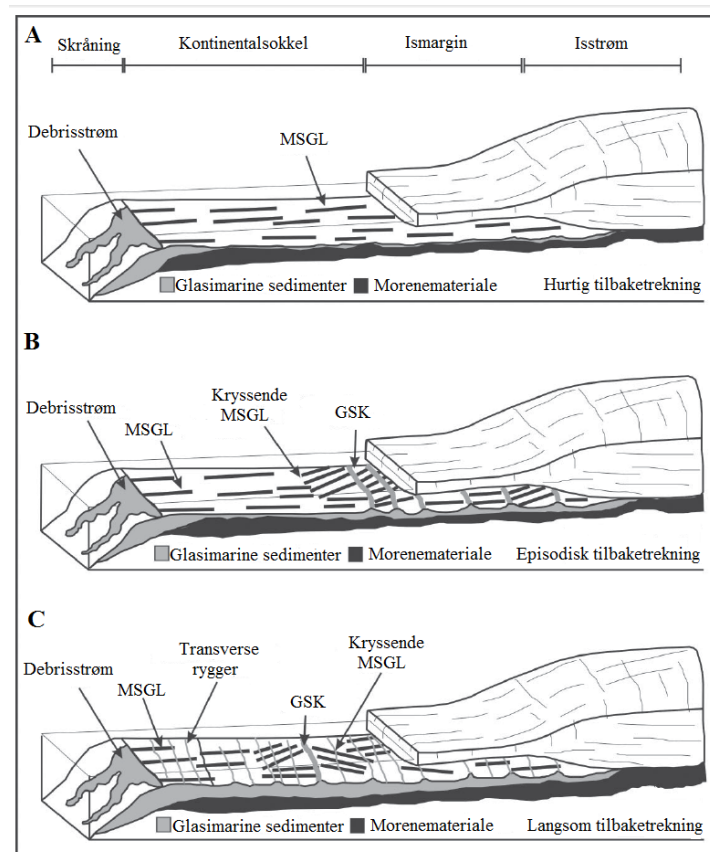 A
Skråning Kontinentalsokkel Ismargin Isstrøm
Debrisstrøm
MSGL
Glasimarine sedimenter Morenemateriale Hurtig tilbaketrekning
B
Kryssende
MSGL
GSK
Debrisstrøm
MSGL
Glasimarine sedimenter Morenemateriale Episodisk tilbaketrekning
C
Transverse
rygger
Kryssende
MSGL
Debrisstrøm
MSGL
GSK
Glasimarine sedimenter Morenemateriale Langsom tilbaketrekning